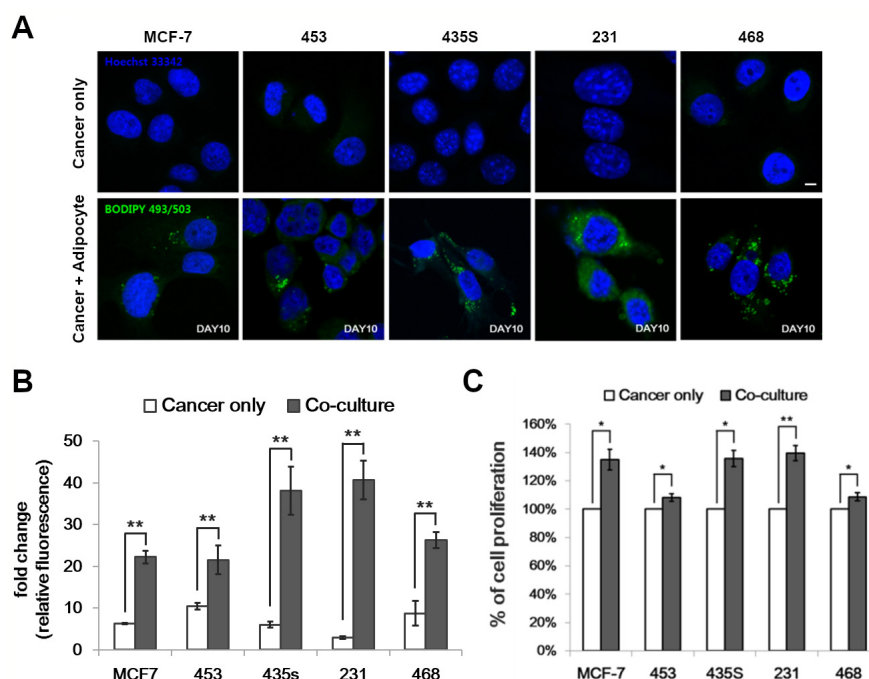 A
MCF-7 453 435S 231 468
Cancer only
Hoechst 33342
Cancer + Adipocyte
BODIPY 493/503
DAY10 DAY10 DAY10 DAY10 DAY10
B
Cancer only Co-culture
fold change
(relative fluorescence)
50
40
30
20
10
0
** ** ** ** **
MCF7 453 435s 231 468
C
Cancer only Co-culture
% of cell proliferation
160%
140%
120%
100%
80%
60%
40%
20%
0%
* * * ** *
MCF-7 453 435S 231 468